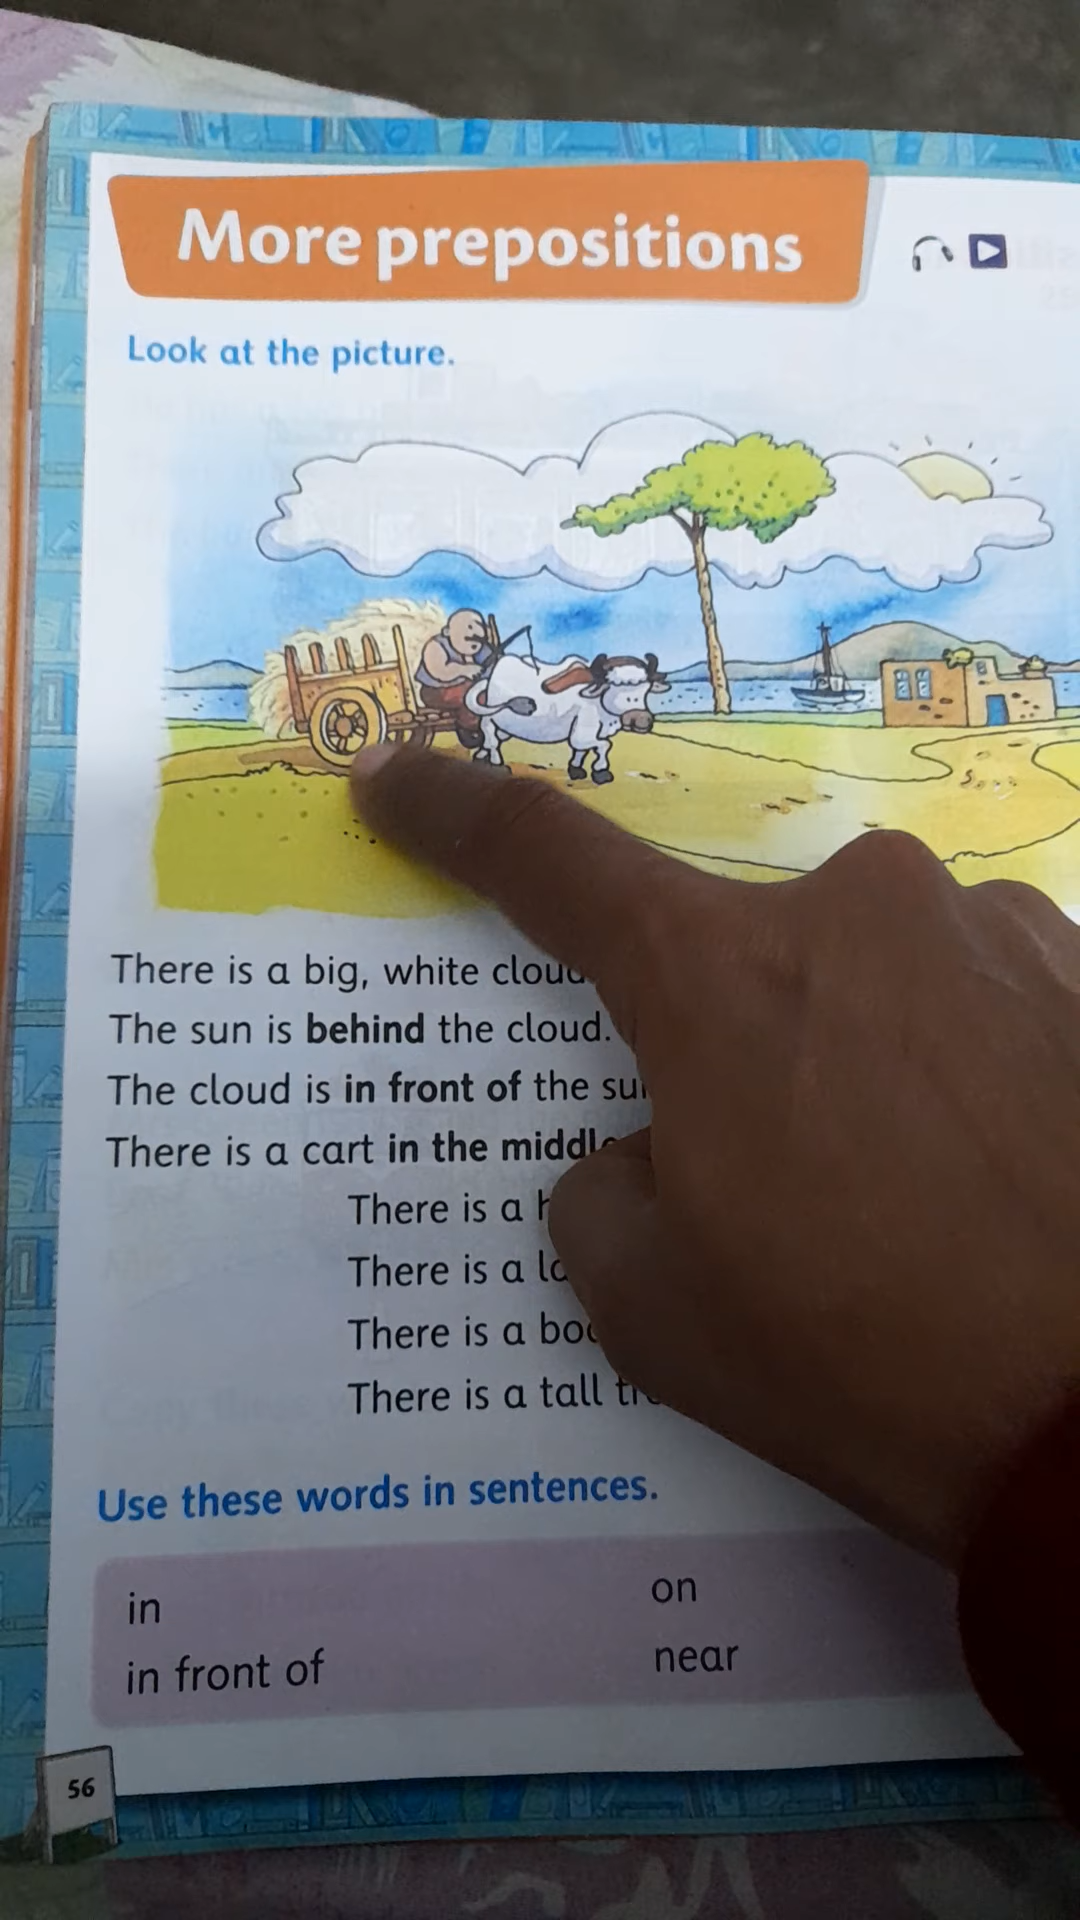 More prepositions
Look at the picture.
There is a big, white cloud
The sun is behind the cloud.
The cloud is in front of the
There is a cart in the
There is a
There is a
There is a
There is a tall
Use these words in sentences.
in on
in front of near
56